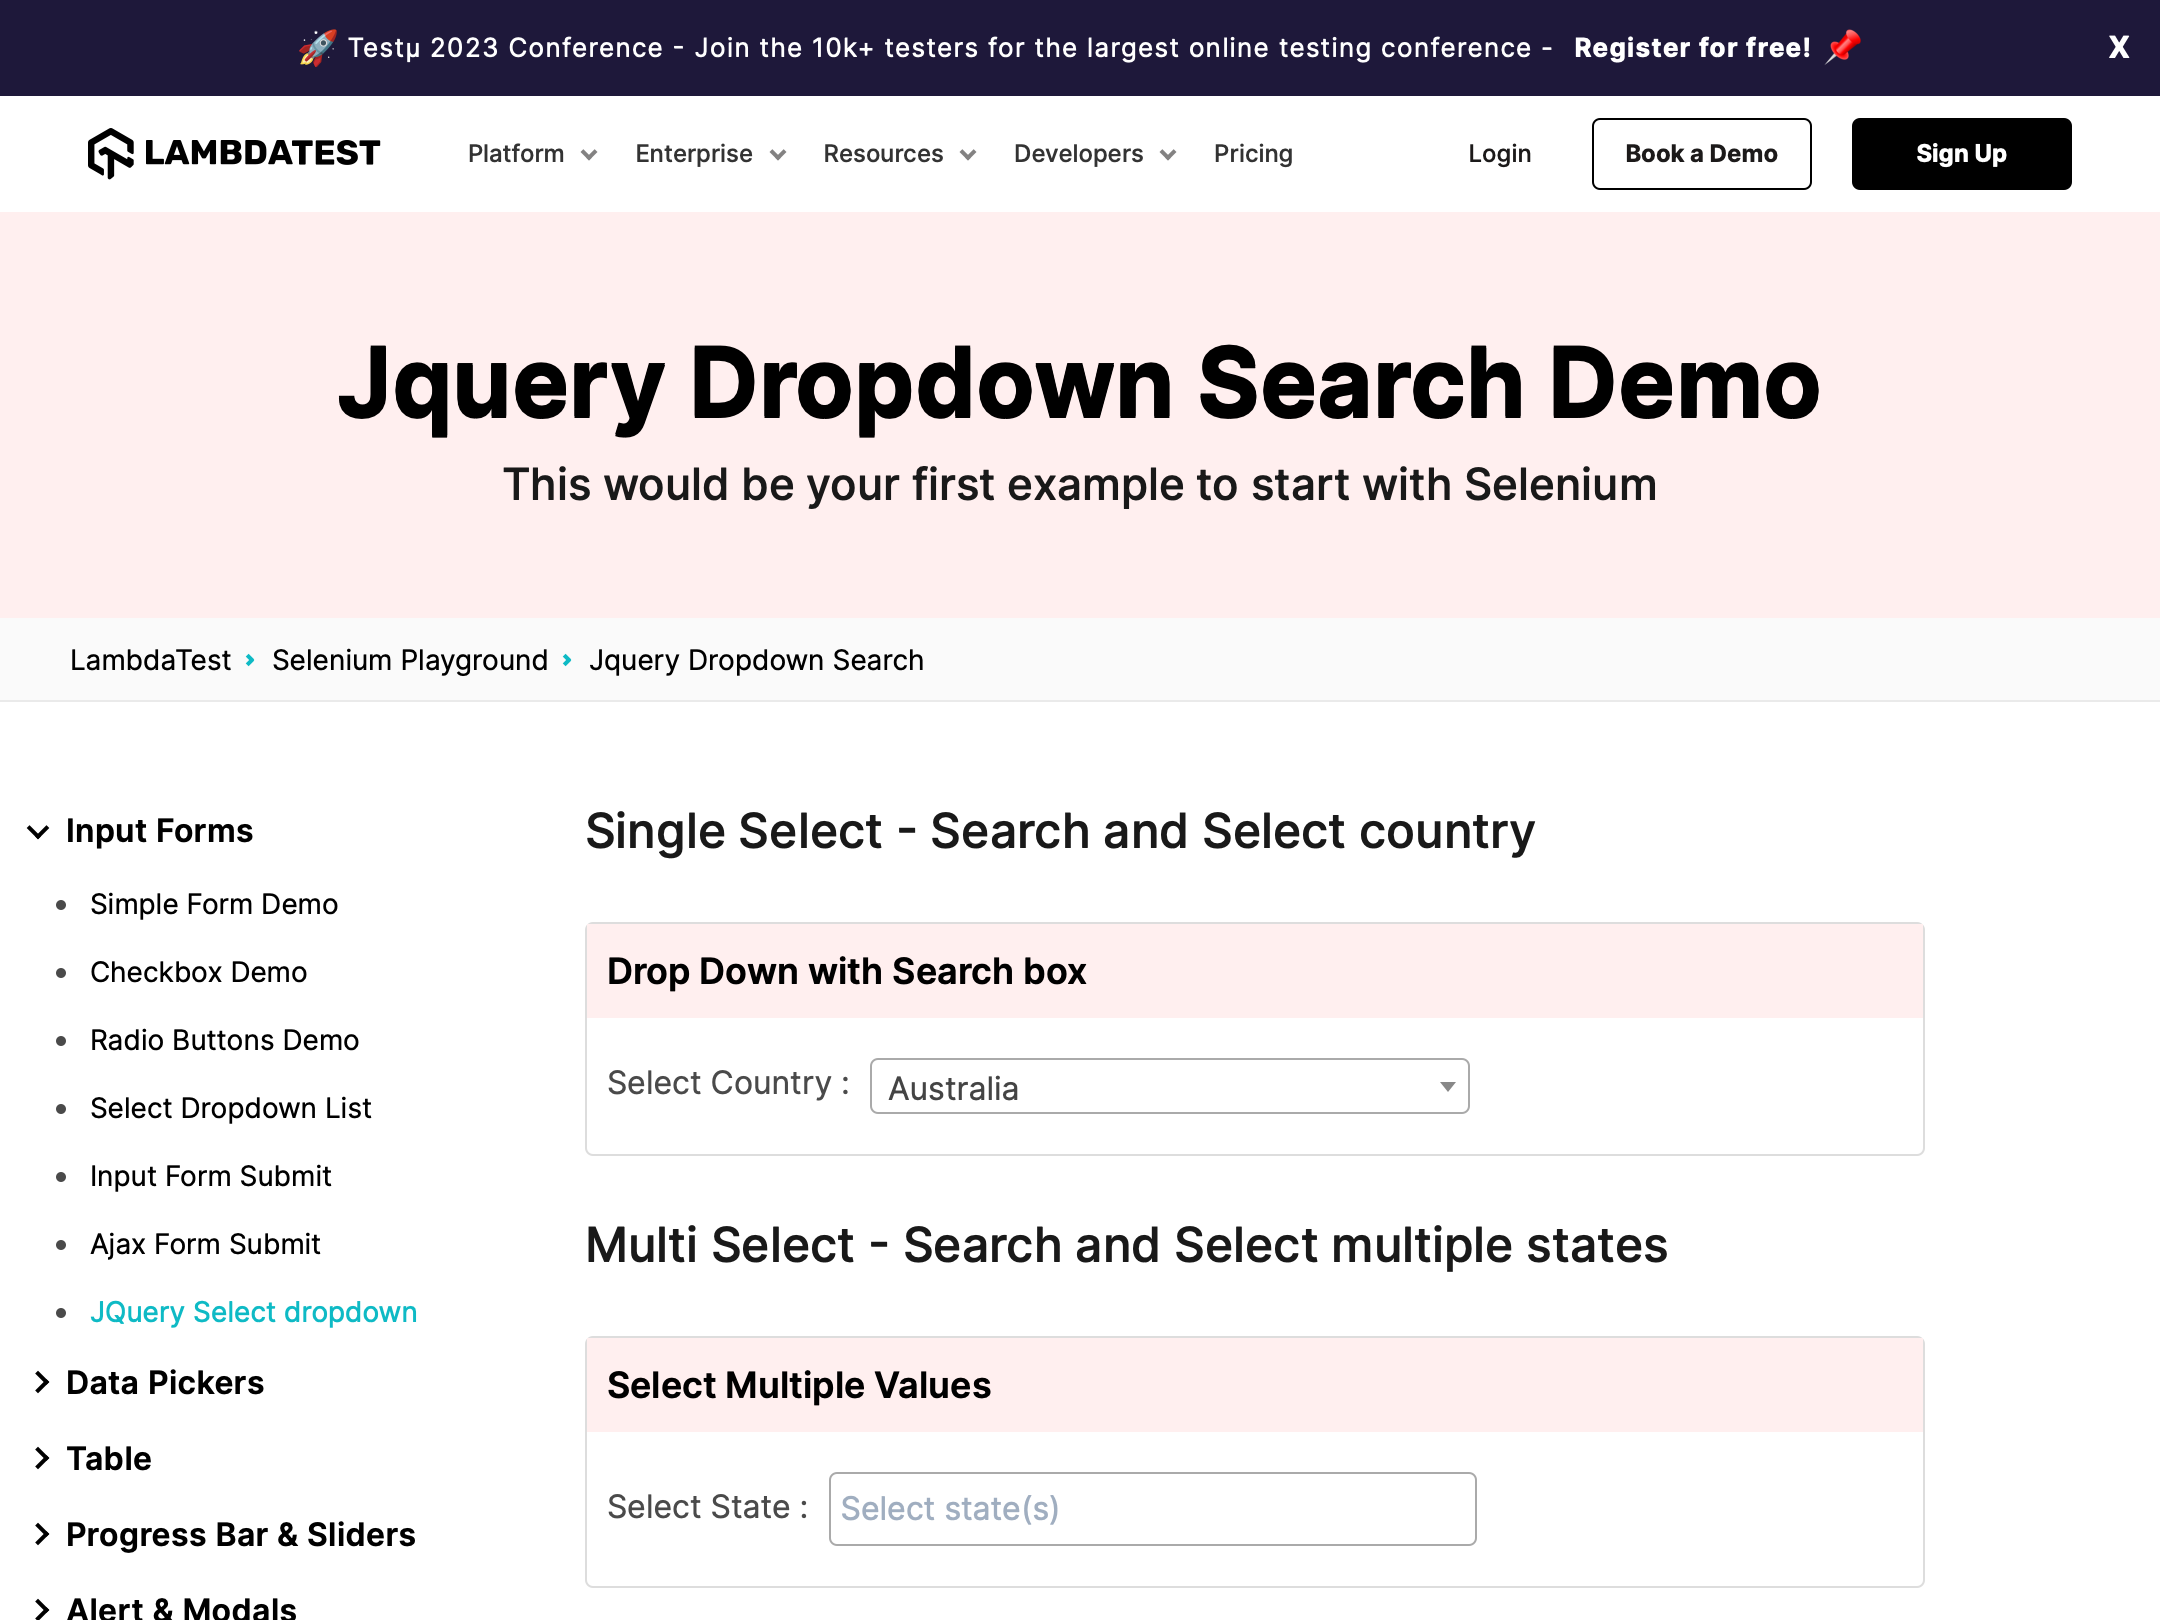 🚀 Testμ 2023 Conference - Join the 10k+ testers for the largest online testing conference - Register for free! 📌 X
LAMBDATEST Platform Enterprise Resources Developers Pricing Login Book a Demo Sign Up
Jquery Dropdown Search Demo
This would be your first example to start with Selenium
LambdaTest › Selenium Playground › Jquery Dropdown Search
Input Forms
Simple Form Demo
Checkbox Demo
Radio Buttons Demo
Select Dropdown List
Input Form Submit
Ajax Form Submit
JQuery Select dropdown
Data Pickers
Table
Progress Bar & Sliders
Alert & Modals
Single Select - Search and Select country
Drop Down with Search box
Select Country : Australia
Multi Select - Search and Select multiple states
Select Multiple Values
Select State : Select state(s)